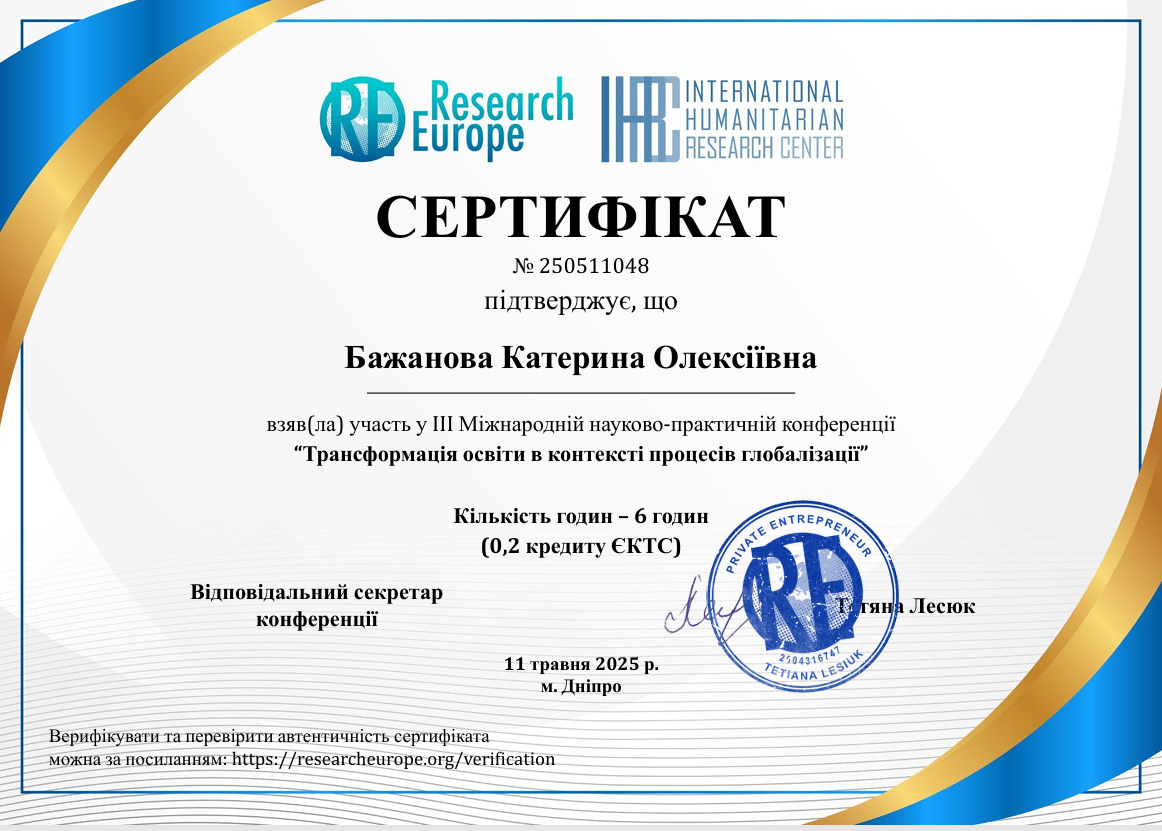 Research
Europe
INTERNATIONAL
HUMANITARIAN
RESEARCH CENTER
СЕРТИФІКАТ
№ 250511048
підтверджує, що
Бажанова Катерина Олексіївна
взяв(ла) участь у ІІІ Міжнародній науково-практичній конференції
“Трансформація освіти в контексті процесів глобалізації”
Кількість годин – 6 годин
(0,2 кредиту ЄКТС)
Відповідальний секретар
конференції
PRIVATE ENTREPRENEUR
RE
2504316747
TETIANA LESIUK
Тетяна Лесюк
11 травня 2025 р.
м. Дніпро
Верифікувати та перевірити автентичність сертифіката
можна за посиланням: https://researcheurope.org/verification